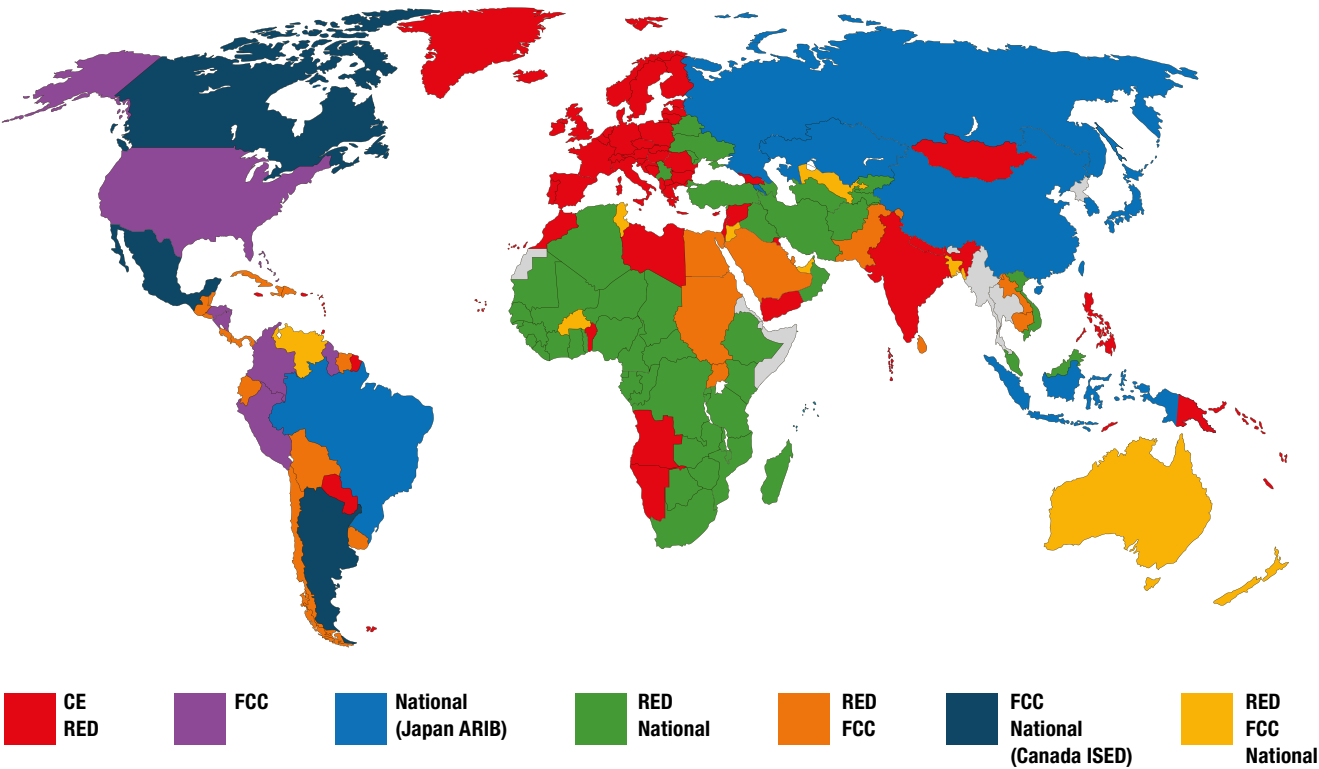 CE
RED
FCC
National
(Japan ARIB)
RED
National
RED
FCC
FCC
National
(Canada ISED)
RED
FCC
National